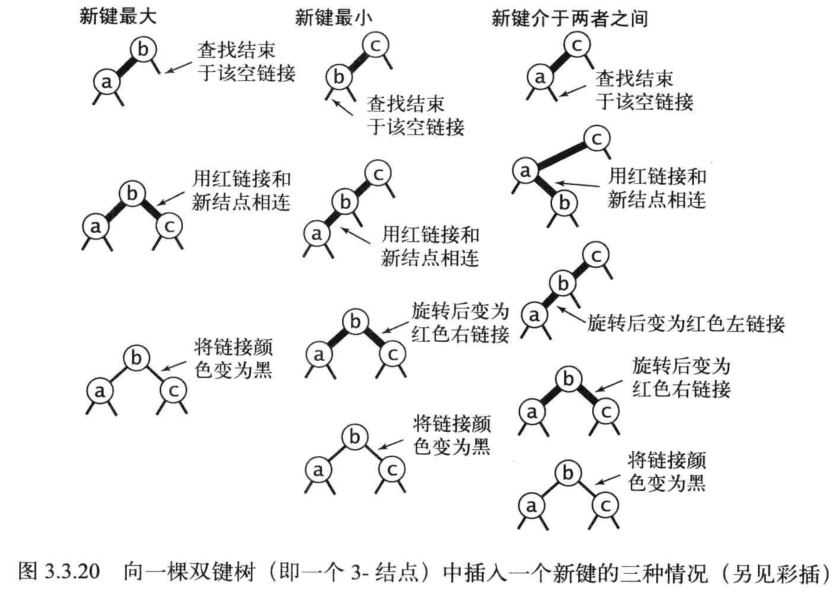 新键最大
b
a
查找结束
于该空链接
b
a
c
用红链接和
新结点相连
b
a
c
将链接颜
色变为黑
新键最小
c
b
查找结束
于该空链接
c
b
a
用红链接和
新结点相连
b
a
c
旋转后变为
红色右链接
b
a
c
将链接颜
色变为黑
新键介于两者之间
c
a
查找结束
于该空链接
c
a
b
用红链接和
新结点相连
c
b
a
旋转后变为红色左链接
b
a
c
旋转后变为
红色右链接
b
a
c
将链接颜
色变为黑
图 3.3.20 向一棵双键树（即一个 3- 结点）中插入一个新键的三种情况（另见彩插）